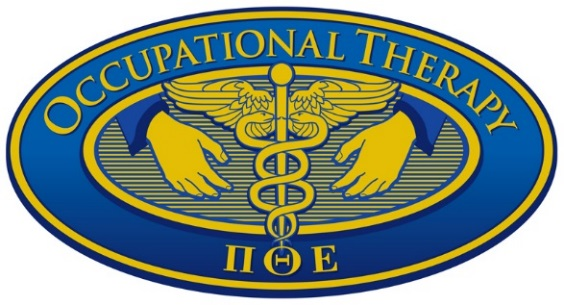 OCCUPATIONAL THERAPY
ΠΘΕ